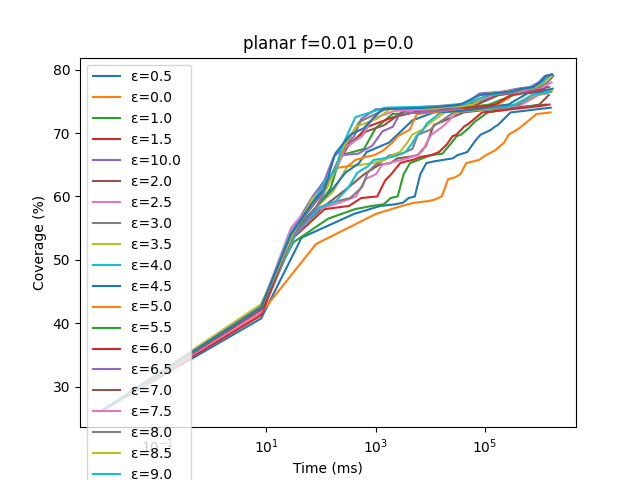 planar f=0.01 p=0.0
80
70
60
50
40
30
Coverage (%)
ε=0.5
ε=0.0
ε=1.0
ε=1.5
ε=10.0
ε=2.0
ε=2.5
ε=3.0
ε=3.5
ε=4.0
ε=4.5
ε=5.0
ε=5.5
ε=6.0
ε=6.5
ε=7.0
ε=7.5
ε=8.0
ε=8.5
ε=9.0
10⁻¹ 10¹ 10³ 10⁵
Time (ms)